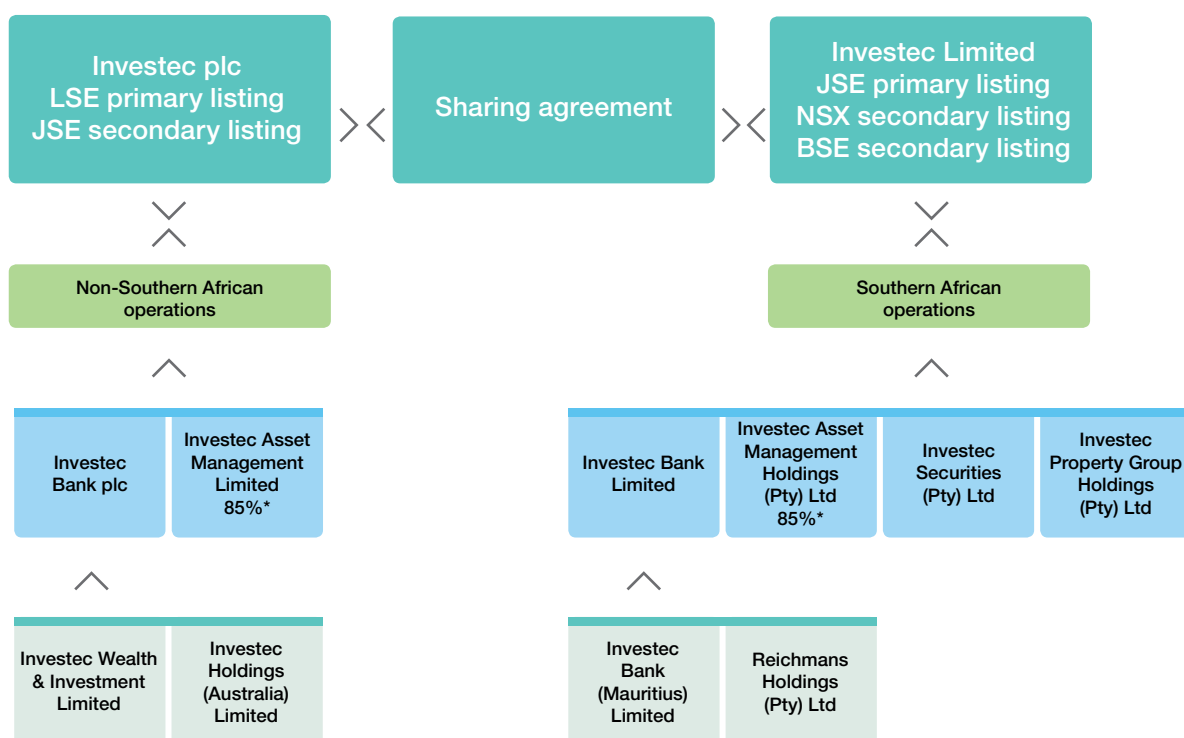 Investec plc
LSE primary listing
JSE secondary listing
Sharing agreement
Investec Limited
JSE primary listing
NSX secondary listing
BSE secondary listing
Non-Southern African
operations
Southern African
operations
Investec
Bank plc
Investec Asset
Management
Limited
85%*
Investec Bank
Limited
Investec Asset
Management
Holdings
(Pty) Ltd
85%*
Investec
Securities
(Pty) Ltd
Investec
Property Group
Holdings
(Pty) Ltd
Investec Wealth
& Investment
Limited
Investec
Holdings
(Australia)
Limited
Investec
Bank
(Mauritius)
Limited
Reichmans
Holdings
(Pty) Ltd